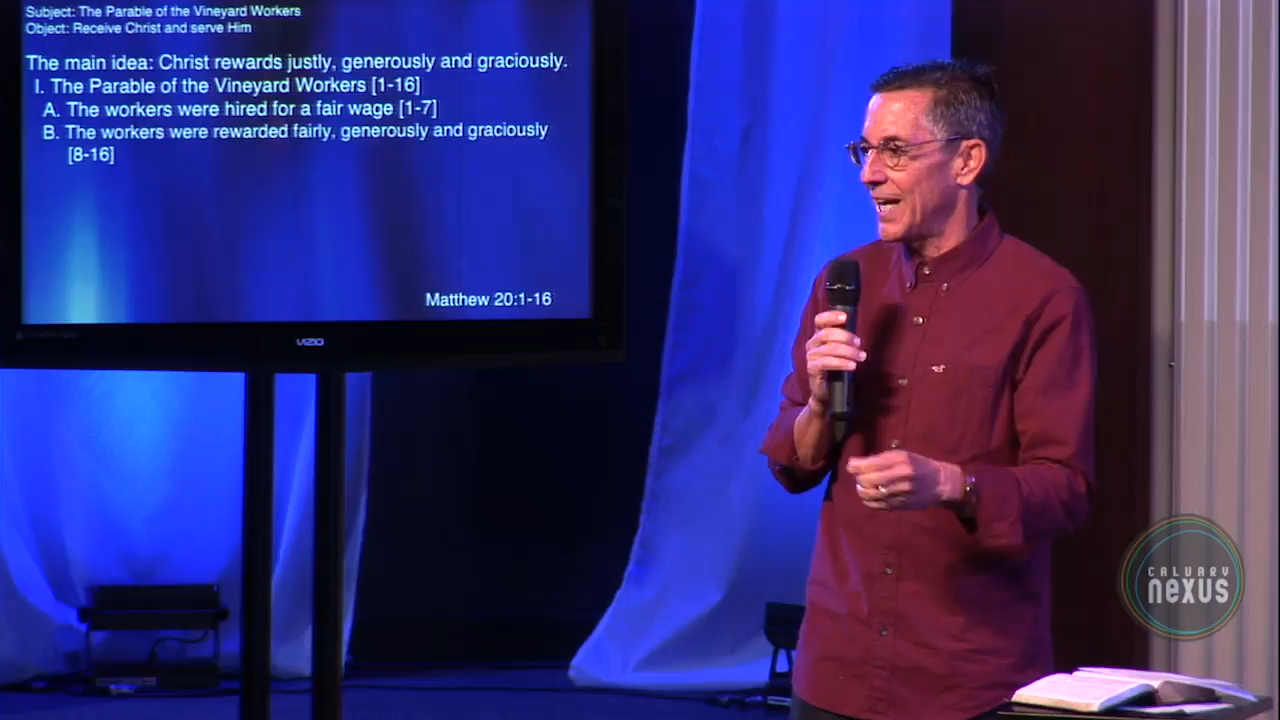 Subject: The Parable of the Vineyard Workers
Object: Receive Christ and serve Him
The main idea: Christ rewards justly, generously and graciously.
I. The Parable of the Vineyard Workers [1-16]
A. The workers were hired for a fair wage [1-7]
B. The workers were rewarded fairly, generously and graciously
[8-16]
Matthew 20:1-16
VIZIO
CALVARY
nexus